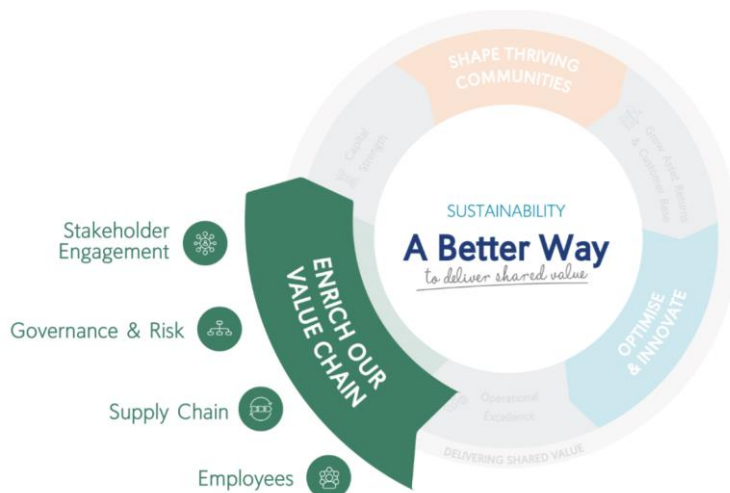 SHAPE THRIVING
COMMUNITIES
Capital
Strength
Grow Asset Returns
& Customer Base
SUSTAINABILITY
A Better Way
to deliver shared value
Stakeholder
Engagement
ENRICH OUR
VALUE CHAIN
OPTIMISE
& INNOVATE
Governance & Risk
Supply Chain
Operational
Excellence
DELIVERING SHARED VALUE
Employees